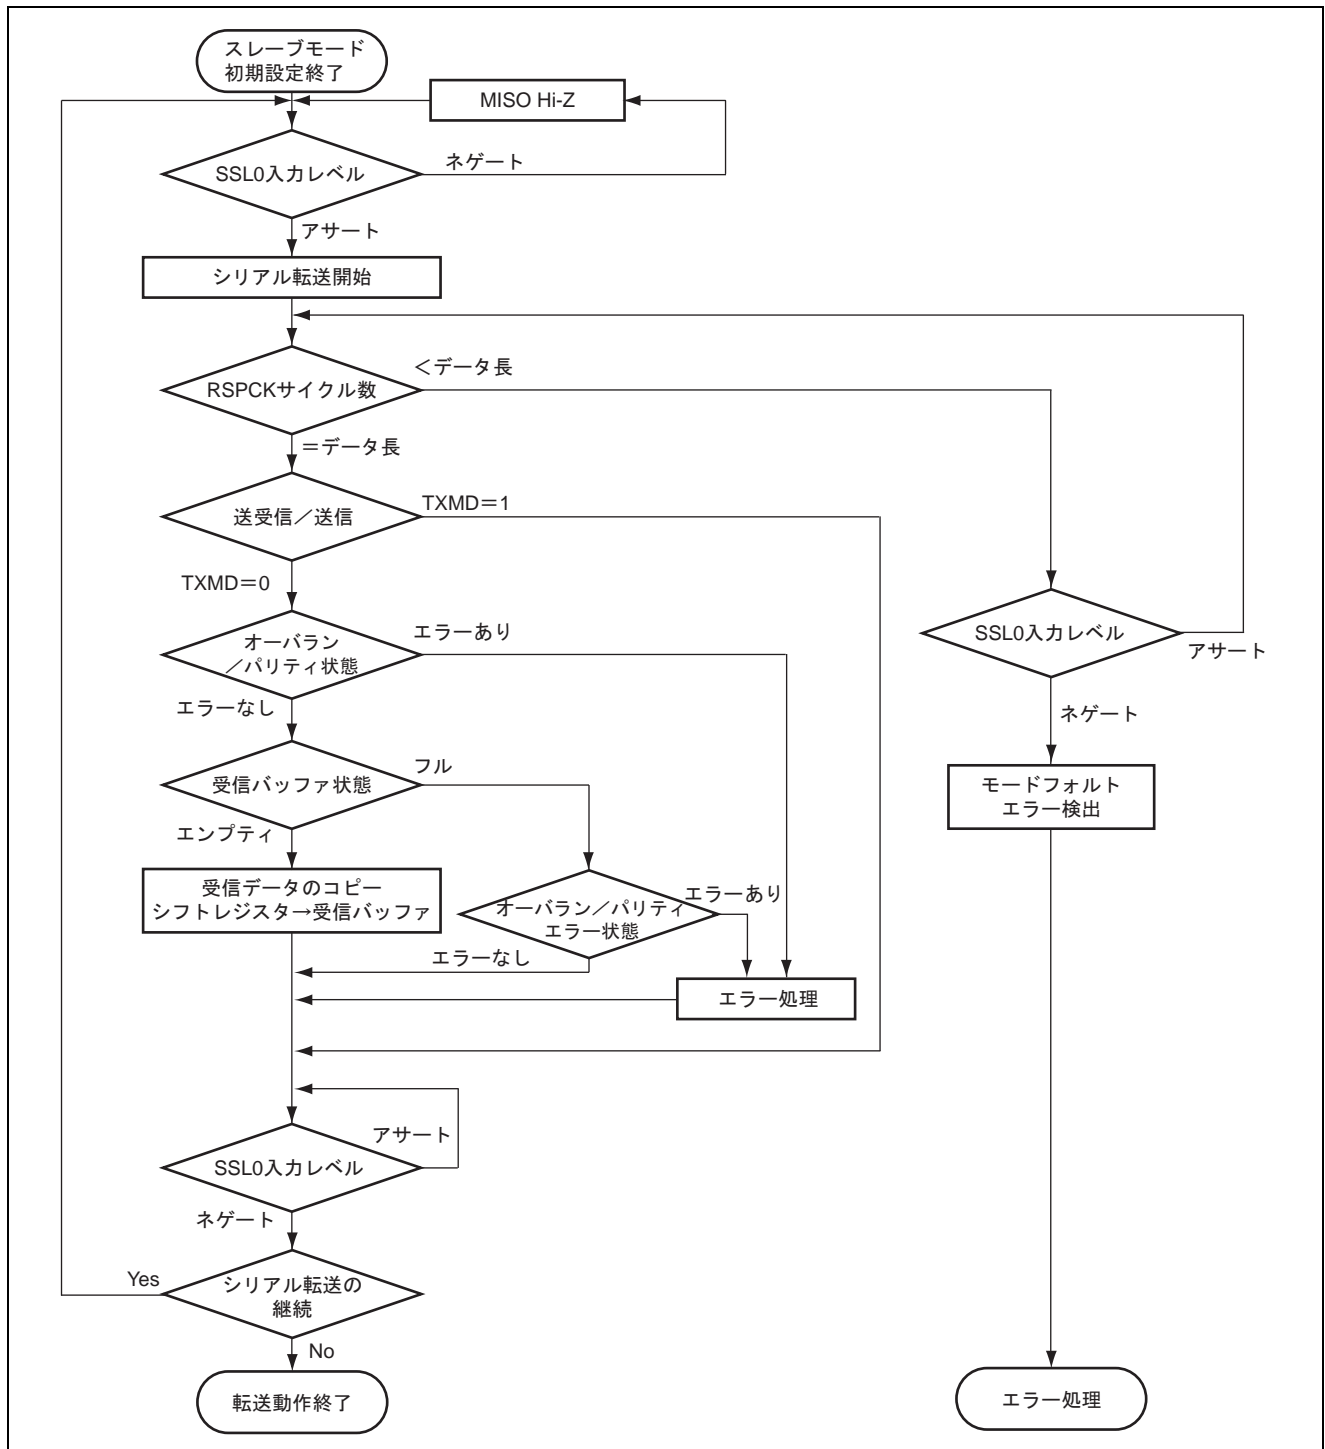 スレーブモード
初期設定終了
MISO Hi-Z
SSL0入力レベル
ネゲート
アサート
シリアル転送開始
RSPCKサイクル数
＜データ長
＝データ長
送受信／送信
TXMD＝1
TXMD＝0
オーバラン
／パリティ状態
エラーあり
エラーなし
SSL0入力レベル
アサート
ネゲート
受信バッファ状態
フル
エンプティ
モードフォルト
エラー検出
受信データのコピー
シフトレジスタ→受信バッファ
オーバラン／パリティ
エラー状態
エラーあり
エラーなし
エラー処理
アサート
SSL0入力レベル
ネゲート
シリアル転送の
継続
Yes
No
転送動作終了
エラー処理